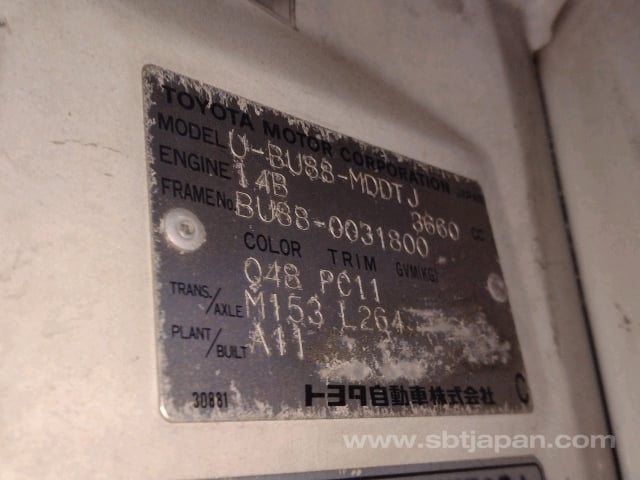 TOYOTA MOTOR CORPORATION JAPAN
MODEL U-BU88-MDDTJ
ENGINE 14B 3660 CC
FRAME No. BU88-0031800
COLOR TRIM GVM(KG)
04B PC11
TRANS./AXLE M153 L264
PLANT/BUILT A11
30881 トヨタ自動車株式会社 C
www.sbtjapan.com